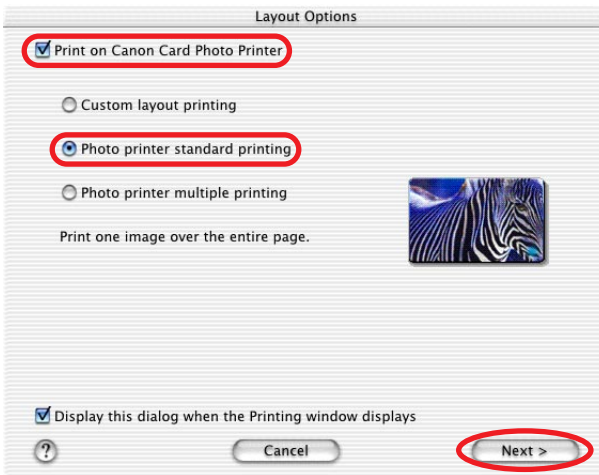 Layout Options
Print on Canon Card Photo Printer
Custom layout printing
Photo printer standard printing
Photo printer multiple printing
Print one image over the entire page.
Display this dialog when the Printing window displays
?
Cancel
Next >